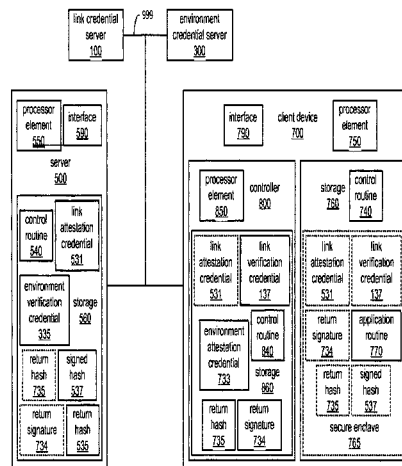 999
link credential
server
100
environment
credential server
300
processor
element
550
interface
590
server
500
control
routine
540
link
attestation
credential
531
environment
verification
credential
335
storage
560
return
hash
735
signed
hash
537
return
signature
734
return
hash
535
interface
790
client device
700
processor
element
750
processor
element
850
controller
800
link
attestation
credential
531
link
verification
credential
137
environment
attestation
credential
733
control
routine
840
storage
860
return
hash
735
return
signature
734
storage
760
control
routine
740
link
attestation
credential
531
link
verification
credential
137
return
signature
734
application
routine
770
return
hash
735
signed
hash
537
secure enclave
765